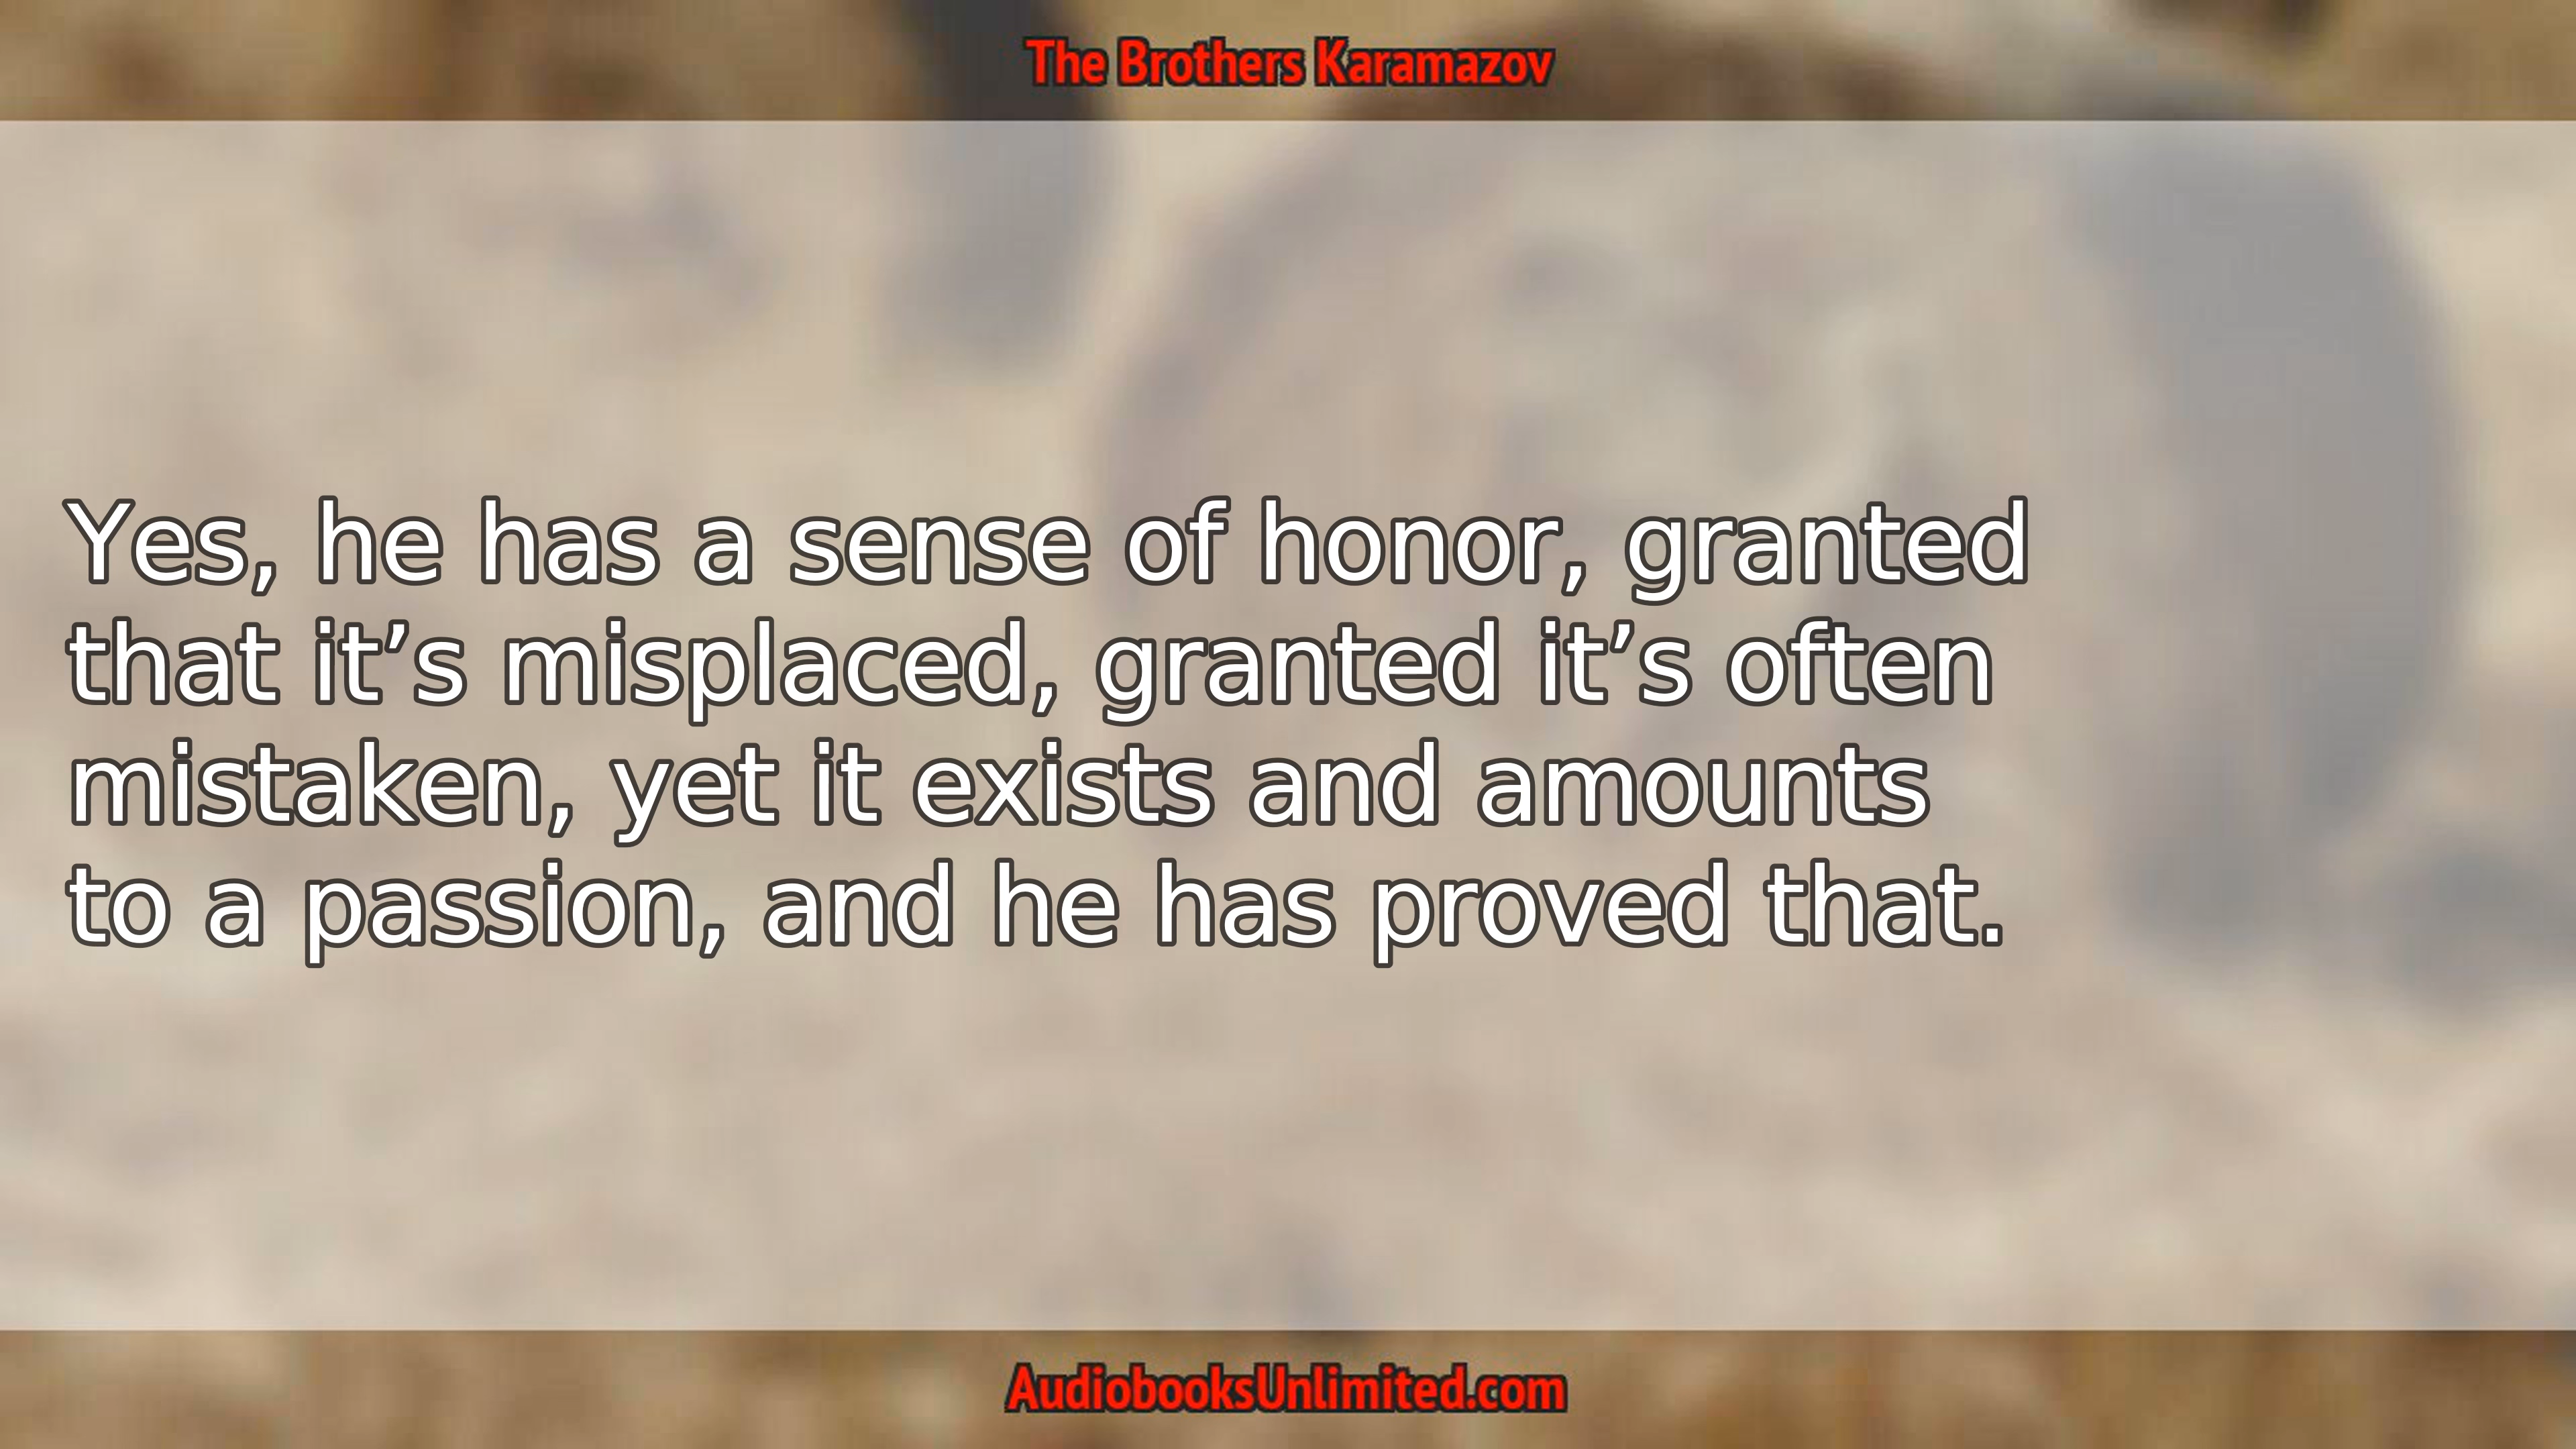 The Brothers Karamazov
Yes, he has a sense of honor, granted
that it’s misplaced, granted it’s often
mistaken, yet it exists and amounts
to a passion, and he has proved that.
AudiobooksUnlimited.com